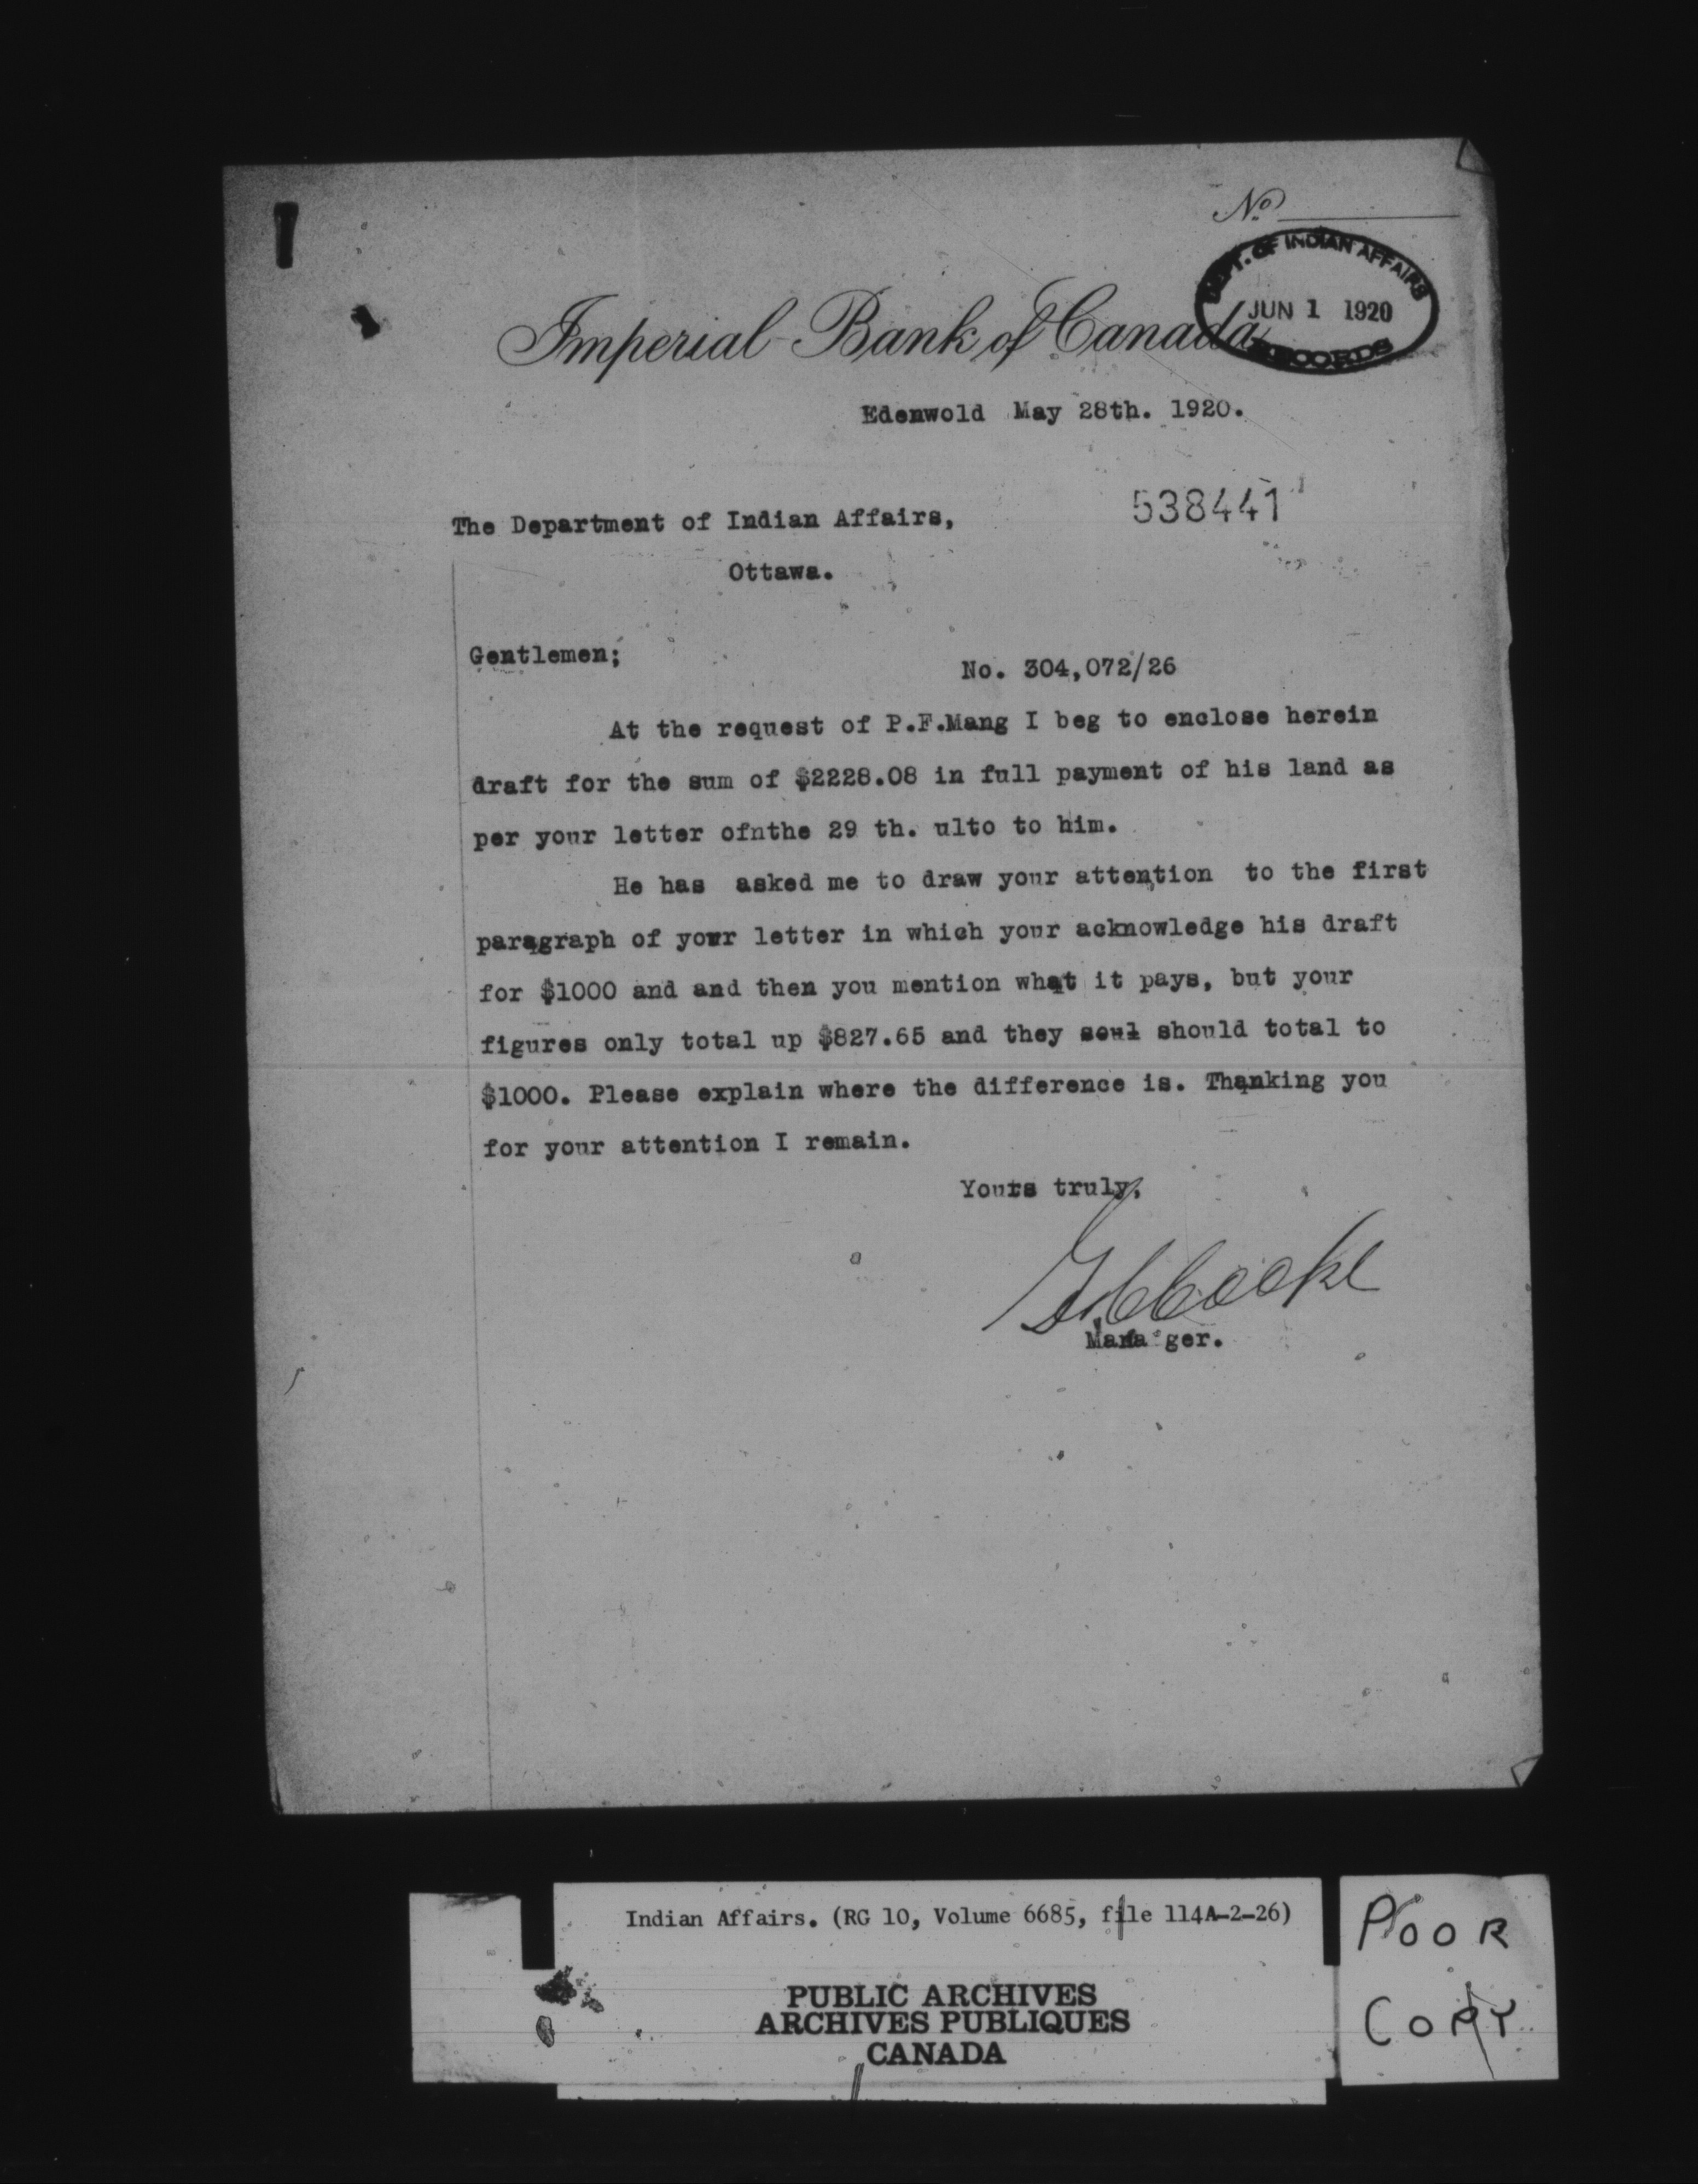 No
DEPT. OF INDIAN AFFAIRS
JUN 1 1920
RECORDS
Imperial Bank of Canada
Edenwold May 28th. 1920.
538441
The Department of Indian Affairs,
Ottawa.
Gentlemen;
No. 304,072/26
At the request of P.F.Mang I beg to enclose herein
draft for the sum of $2228.08 in full payment of his land as
per your letter ofnthe 29 th. ulto to him.
He has asked me to draw your attention to the first
paragraph of your letter in which your acknowledge his draft
for $1000 and and then you mention what it pays, but your
figures only total up $827.65 and they soul should total to
$1000. Please explain where the difference is. Thanking you
for your attention I remain.
Yours truly,
Manager.
Indian Affairs. (RG 10, Volume 6685, file 114A-2-26)
PUBLIC ARCHIVES
ARCHIVES PUBLIQUES
CANADA
POOR
COPY